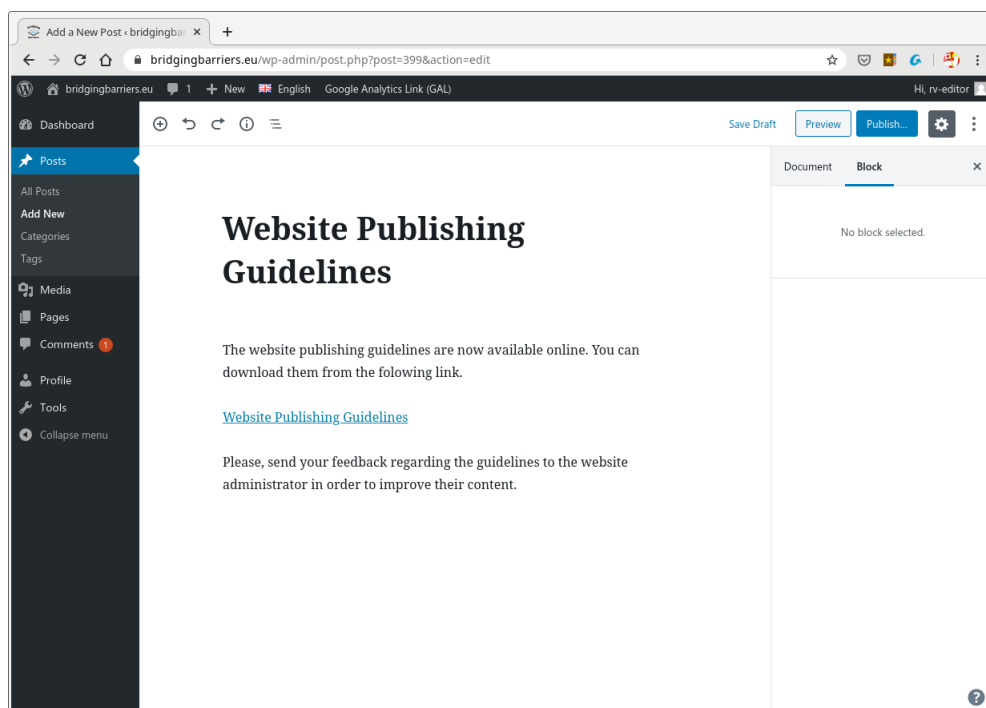 Add a New Post ‹ bridgingba
bridgingbarriers.eu/wp-admin/post.php?post=399&action=edit
bridgingbarriers.eu 1 New English Google Analytics Link (GAL) Hi, rv-editor
Dashboard
Save Draft Preview Publish...
Posts
Document Block
All Posts
Add New
Categories
Tags
No block selected.
Website Publishing
Guidelines
Media
Pages
Comments 1
Profile
Tools
Collapse menu
The website publishing guidelines are now available online. You can
download them from the folowing link.
Website Publishing Guidelines
Please, send your feedback regarding the guidelines to the website
administrator in order to improve their content.